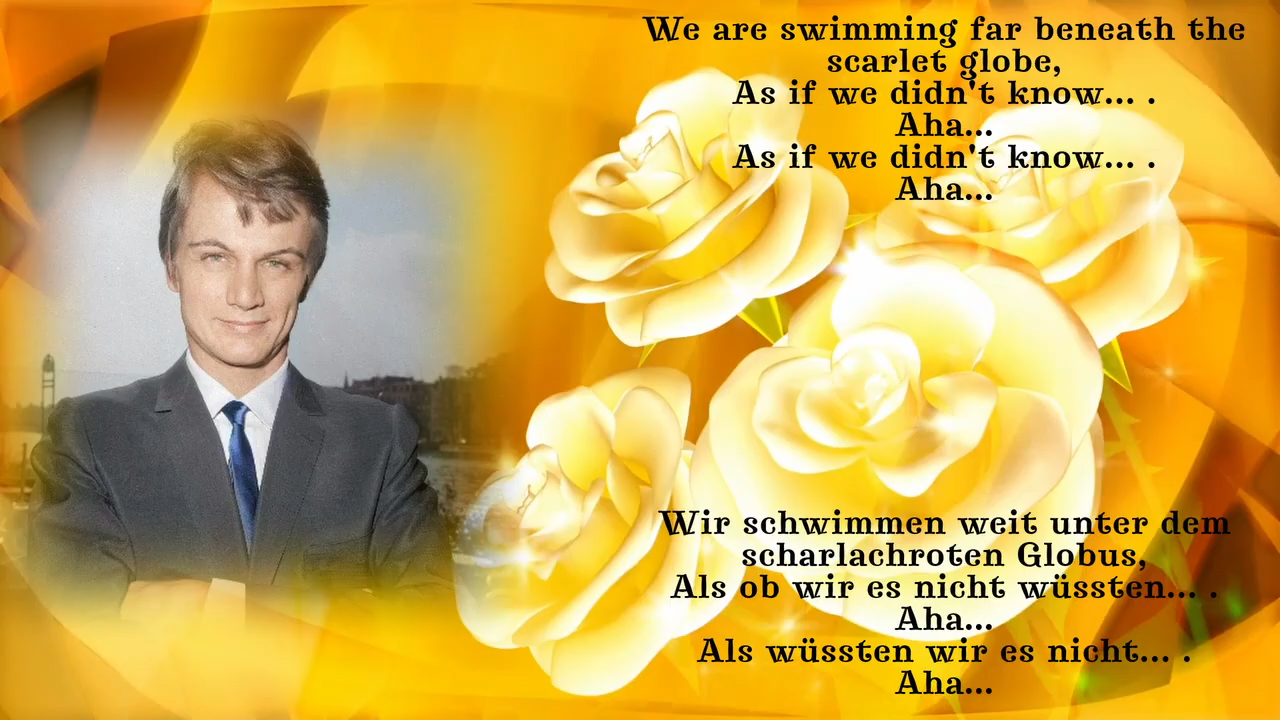 We are swimming far beneath the
scarlet globe,
As if we didn't know... .
Aha...
As if we didn't know... .
Aha...
Wir schwimmen weit unter dem
scharlachroten Globus,
Als ob wir es nicht wüssten... .
Aha...
Als wüssten wir es nicht... .
Aha...